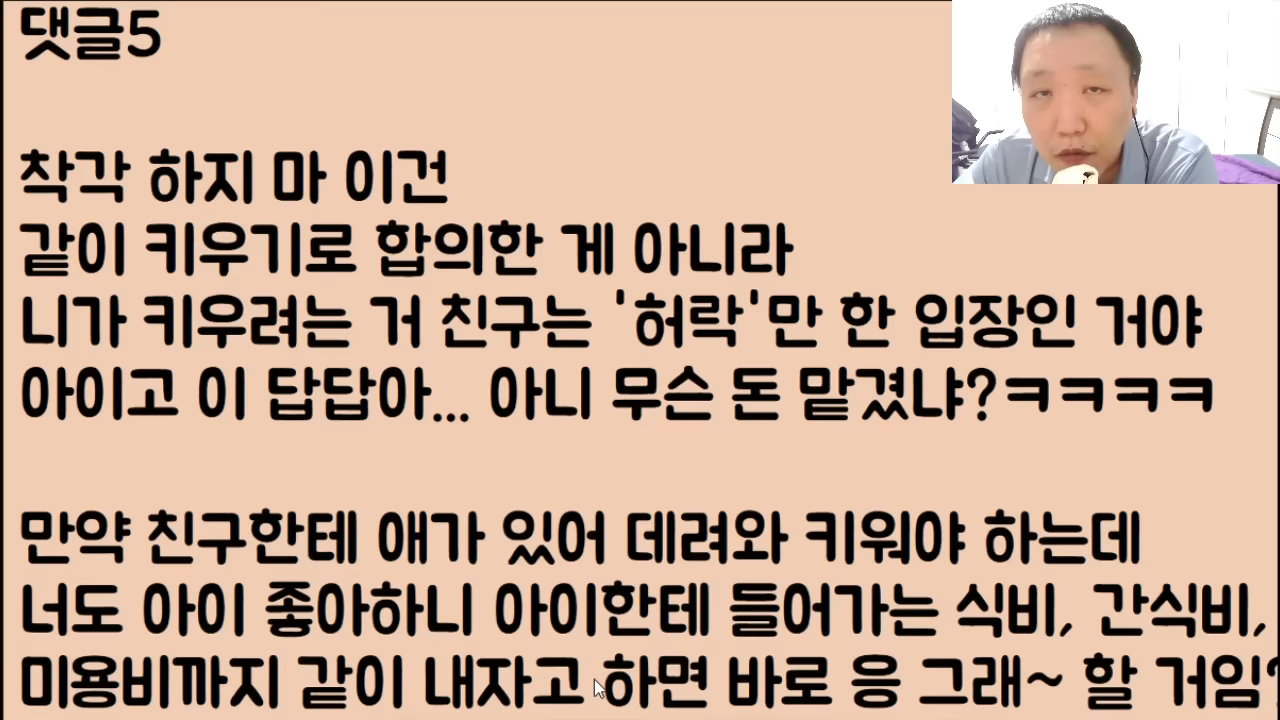 댓글5
착각 하지 마 이건
같이 키우기로 합의한 게 아니라
니가 키우려는 거 친구는 '허락'만 한 입장인 거야
아이고 이 답답아... 아니 무슨 돈 맡겼냐?ㅋㅋㅋㅋ
만약 친구한테 애가 있어 데려와 키워야 하는데
너도 아이 좋아하니 아이한테 들어가는 식비, 간식비,
미용비까지 같이 내자고 하면 바로 응 그래~ 할 거임?